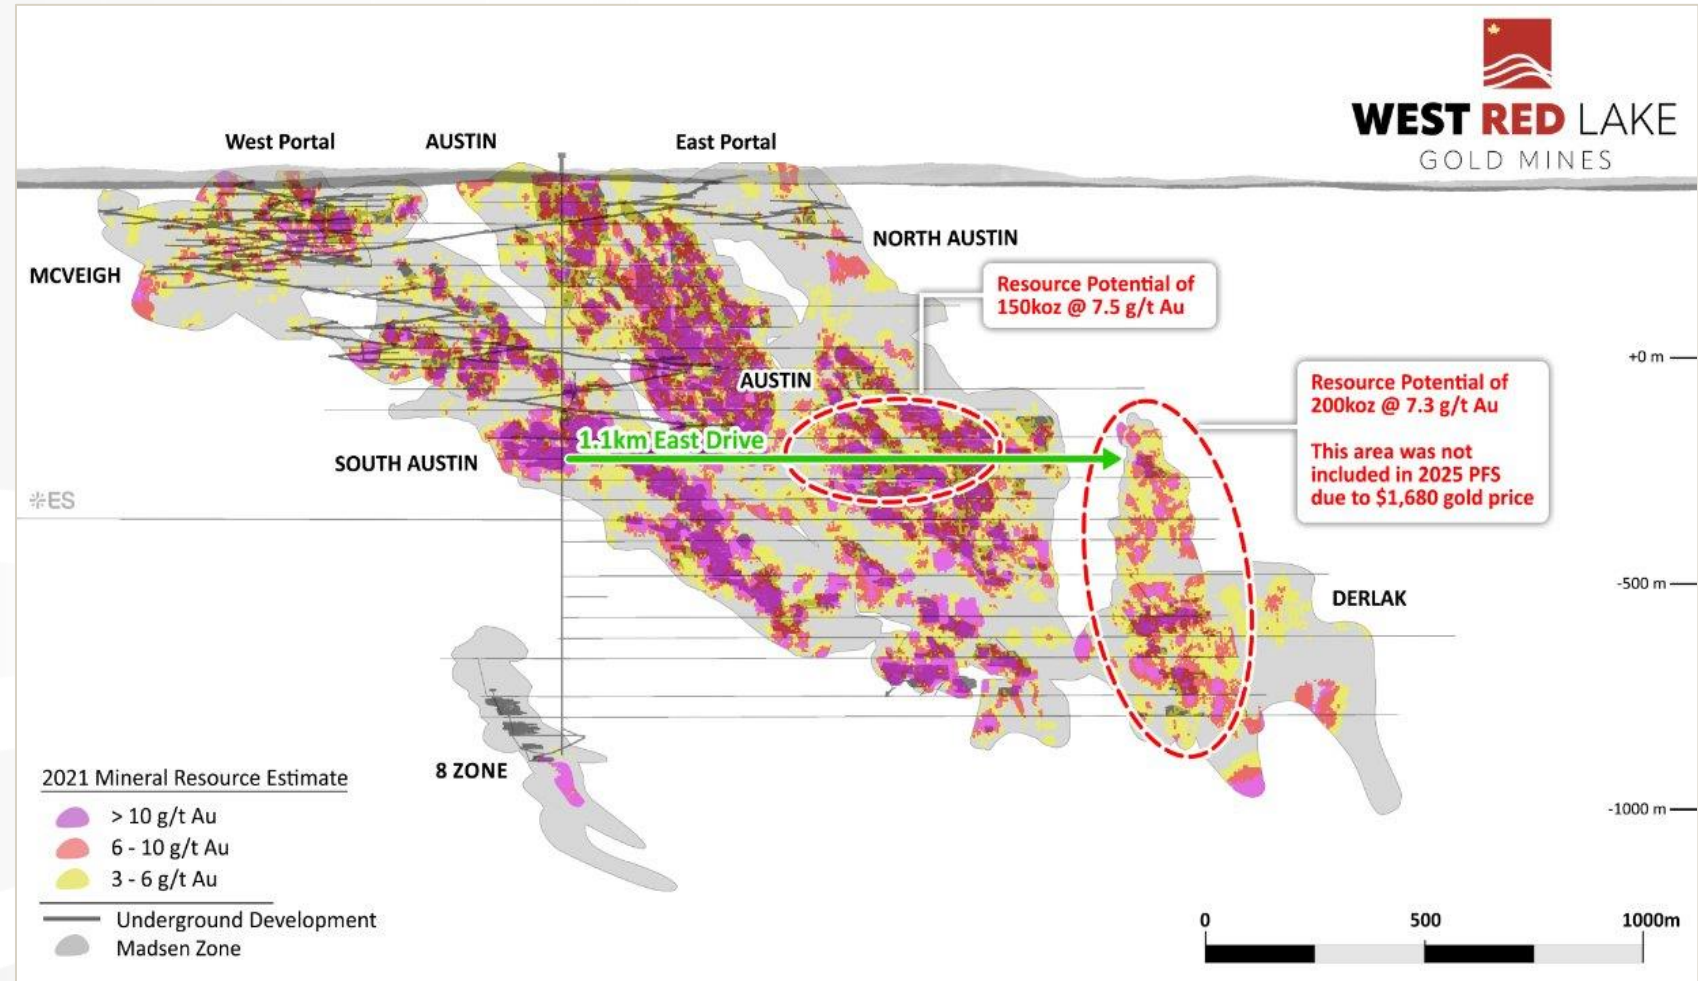 WEST RED LAKE
GOLD MINES
West Portal
AUSTIN
East Portal
NORTH AUSTIN
MCVEIGH
Resource Potential of
150koz @ 7.5 g/t Au
+0 m
AUSTIN
Resource Potential of
200koz @ 7.3 g/t Au
This area was not
included in 2025 PFS
due to $1,680 gold price
1.1km East Drive
SOUTH AUSTIN
ES
-500 m
DERLAK
8 ZONE
-1000 m
2021 Mineral Resource Estimate
> 10 g/t Au
6 - 10 g/t Au
3 - 6 g/t Au
Underground Development
Madsen Zone
0 500 1000m